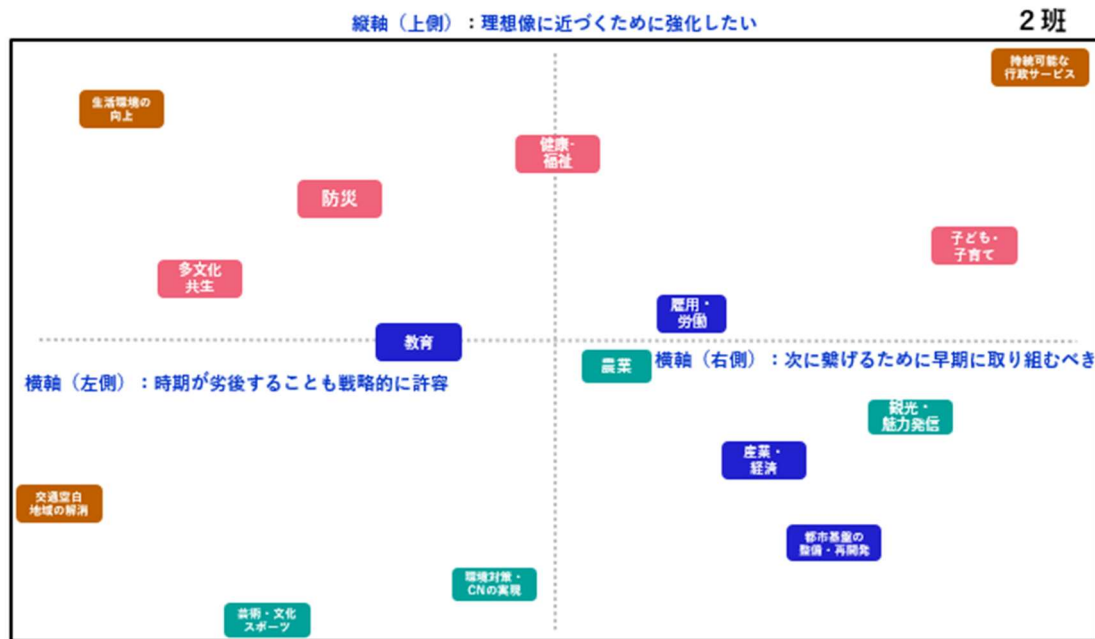 縦軸（上側）：理想像に近づくために強化したい
2班
持続可能な
行政サービス
生活環境の
向上
健康・
福祉
防災
子ども・
子育て
多文化
共生
雇用・
労働
教育
農業
横軸（右側）：次に繋げるために早期に取り組むべき
横軸（左側）：時期が劣後することも戦略的に許容
観光・
魅力発信
産業・
経済
交通空白
地域の解消
都市基盤の
整備・再開発
環境対策・
CNの実現
芸術・文化
スポーツ